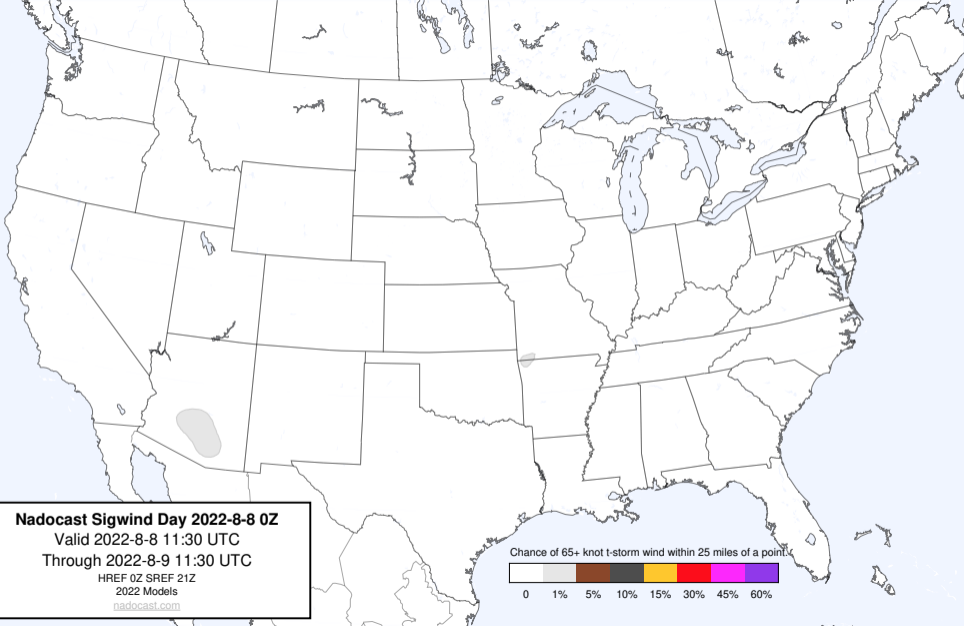 Nadocast Sigwind Day 2022-8-8 0Z
Valid 2022-8-8 11:30 UTC
Through 2022-8-9 11:30 UTC
HREF 0Z SREF 21Z
2022 Models
nadocast.com
Chance of 65+ knot t-storm wind within 25 miles of a point.
0 1% 5% 10% 15% 30% 45% 60%